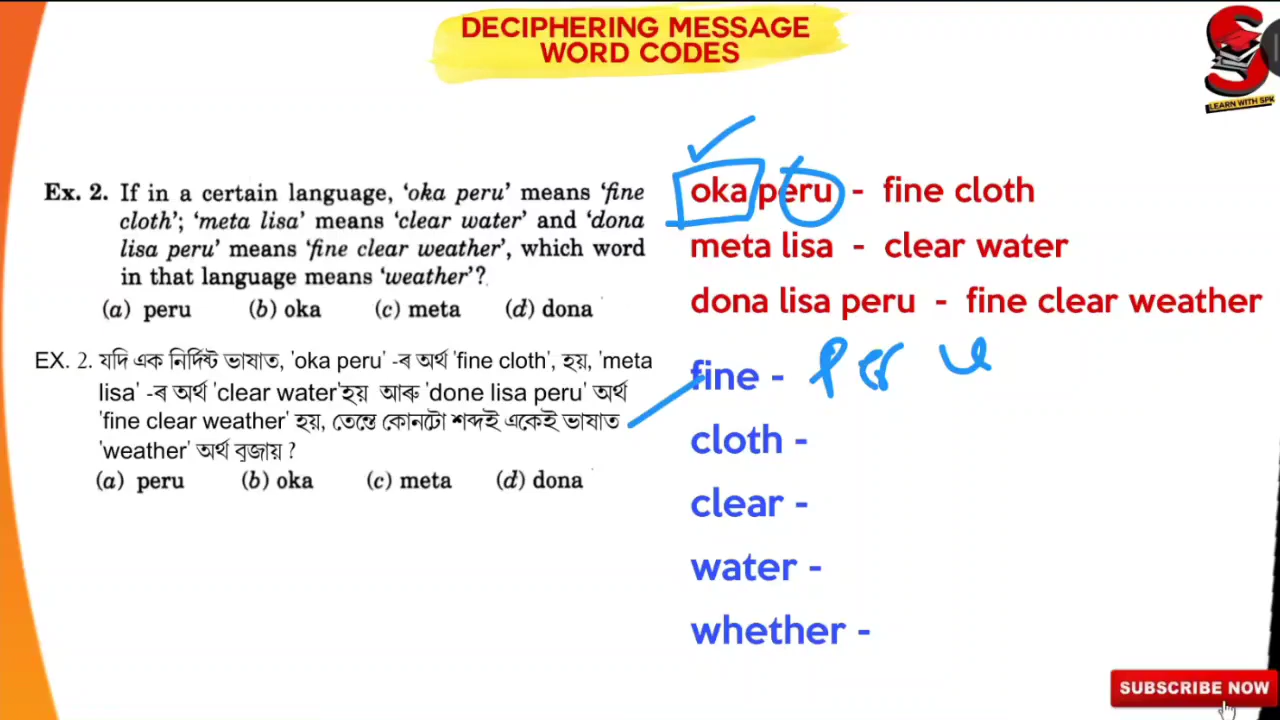 DECIPHERING MESSAGE
WORD CODES
LEARN WITH SPK
Ex. 2. If in a certain language, ‘oka peru’ means ‘fine
cloth’; ‘meta lisa’ means ‘clear water’ and ‘dona
lisa peru’ means ‘fine clear weather’, which word
in that language means ‘weather’?
(a) peru (b) oka (c) meta (d) dona
EX. 2. যদি এক নিৰ্দিষ্ট ভাষাত, 'oka peru' -ৰ অৰ্থ 'fine cloth', হয়, 'meta
lisa' -ৰ অৰ্থ 'clear water'হয় আৰু 'done lisa peru' অৰ্থ
'fine clear weather' হয়, তেন্তে কোনটো শব্দই একেই ভাষাত
'weather' অৰ্থ বুজায় ?
(a) peru (b) oka (c) meta (d) dona
oka peru - fine cloth
meta lisa - clear water
dona lisa peru - fine clear weather
fine -
cloth -
clear -
water -
whether -
SUBSCRIBE NOW